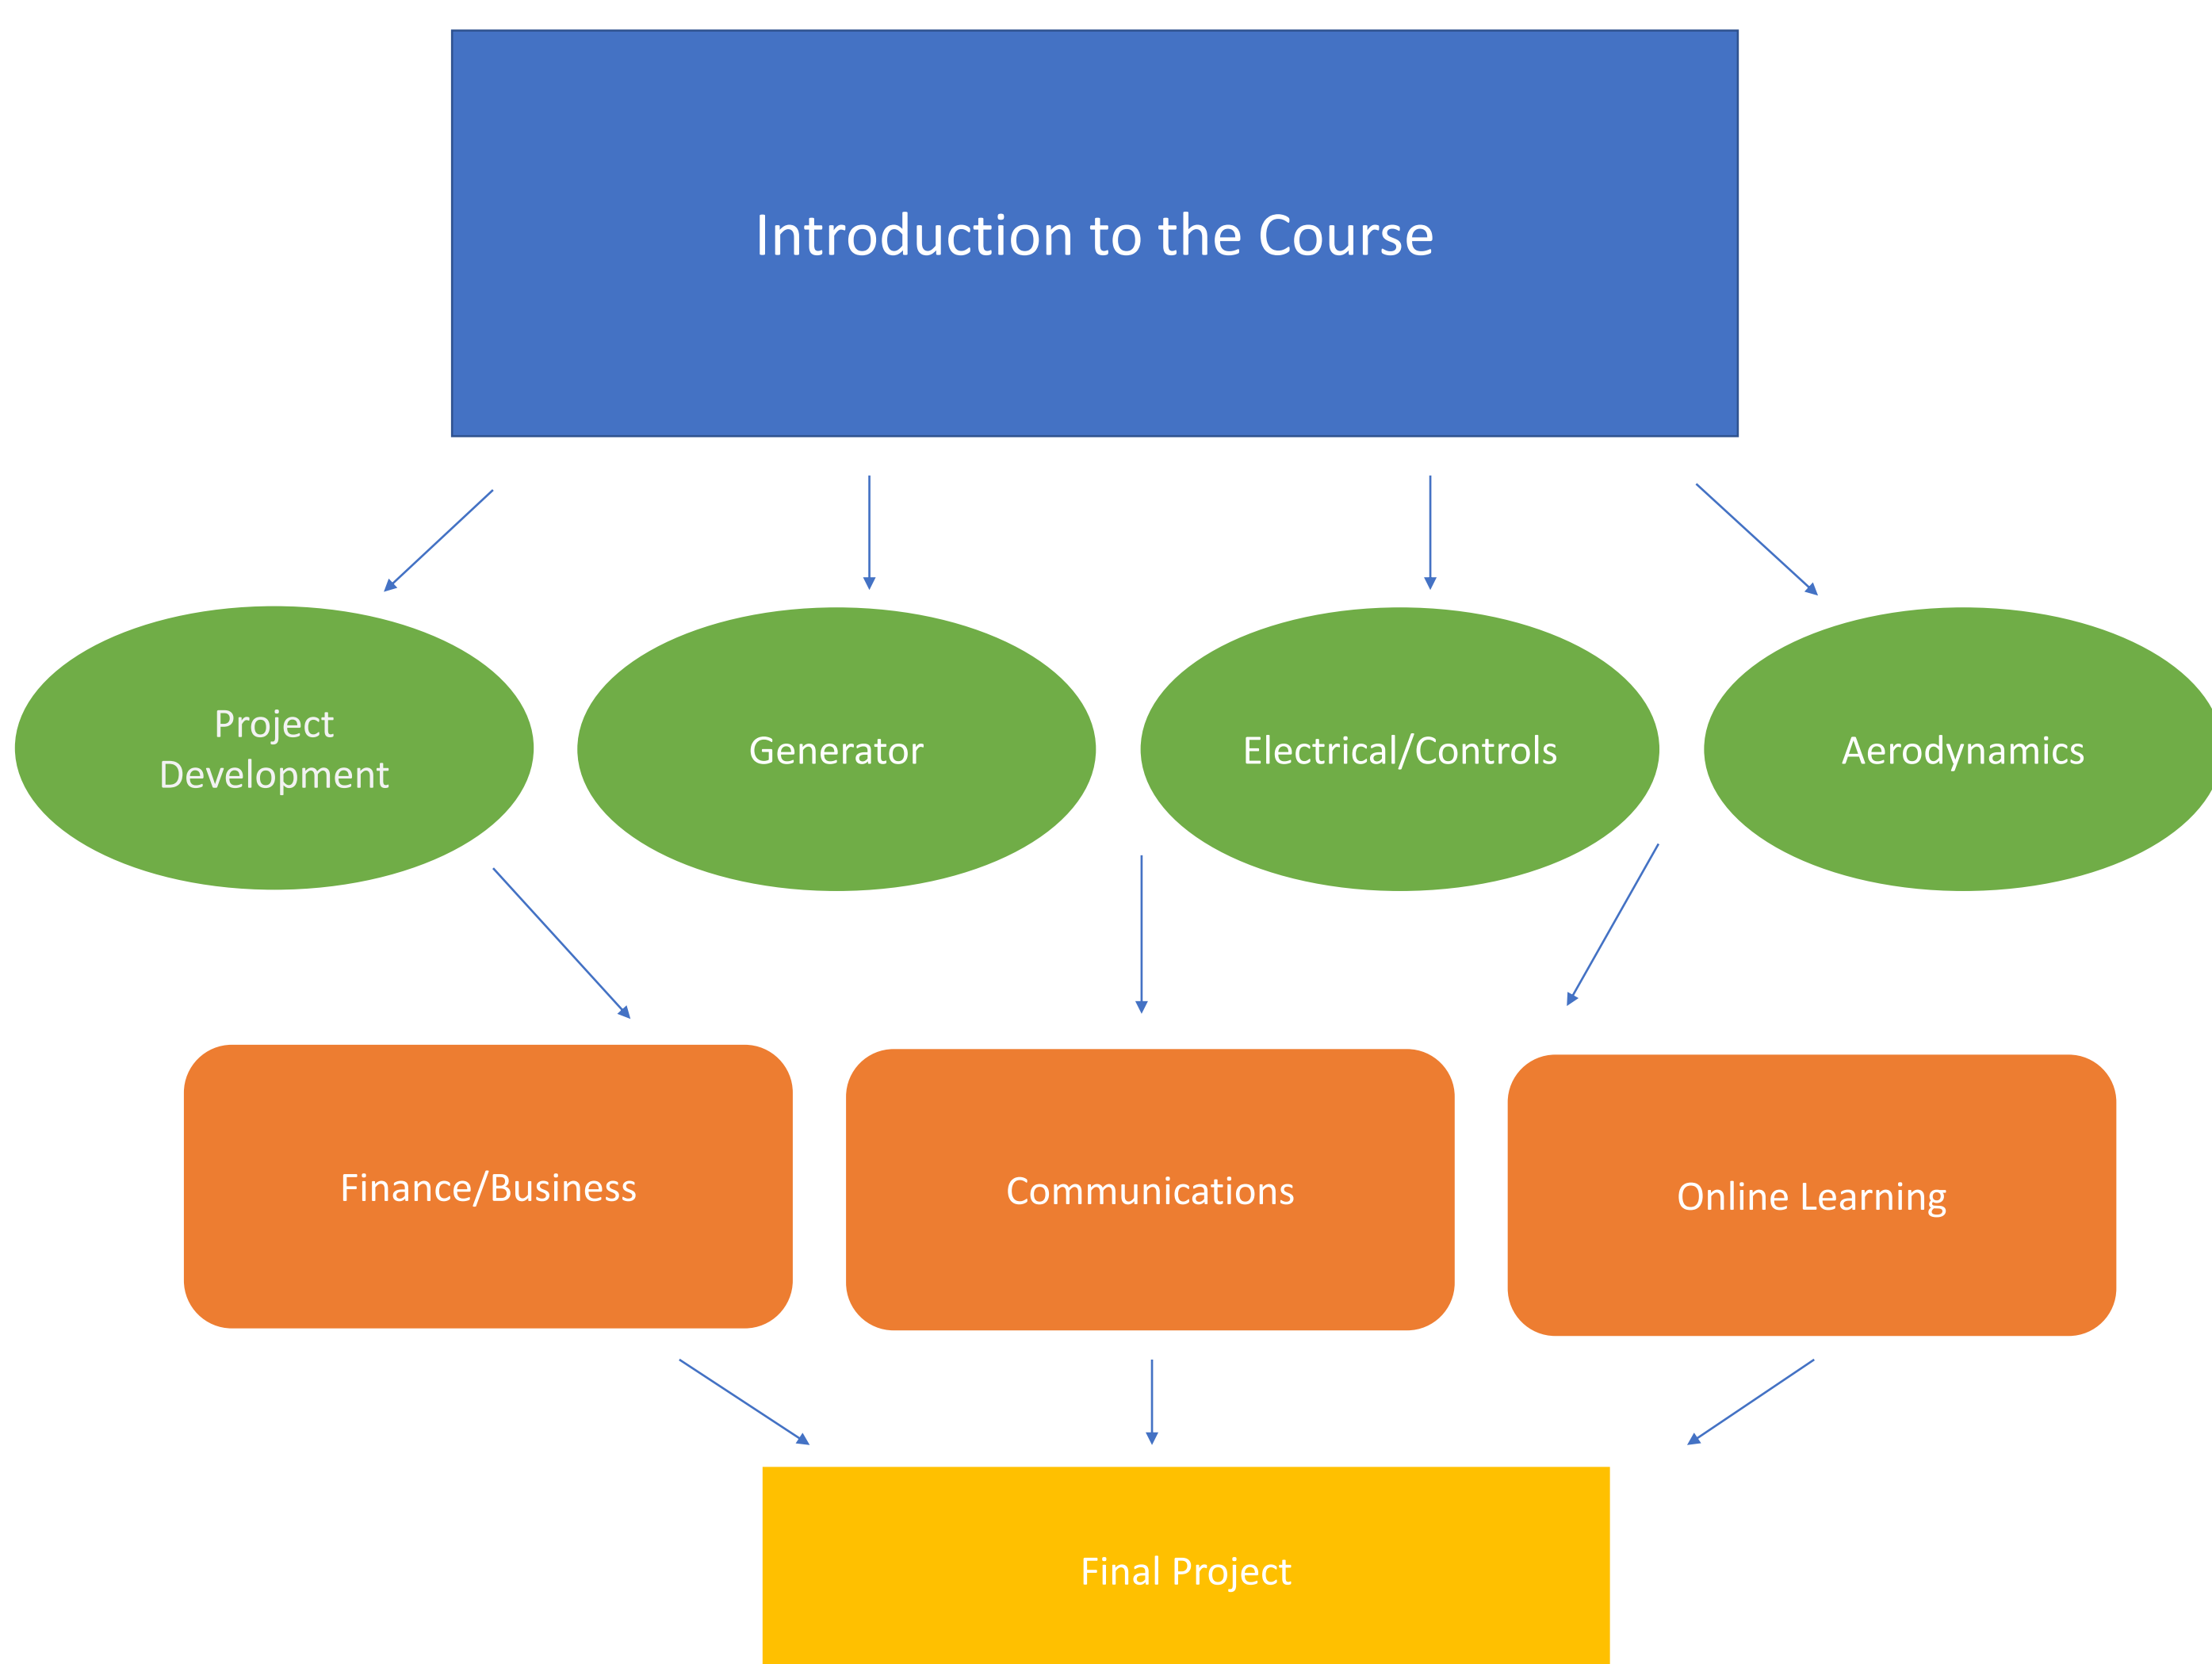 Introduction to the Course
Project
Development
Generator
Electrical/Controls
Aerodynamics
Finance/Business
Communications
Online Learning
Final Project